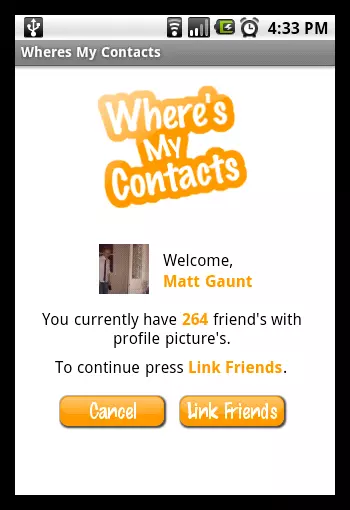 4:33 PM
Wheres My Contacts
Where's
My
Contacts
Welcome,
Matt Gaunt
You currently have 264 friend's with
profile picture's.
To continue press Link Friends.
Cancel
Link Friends